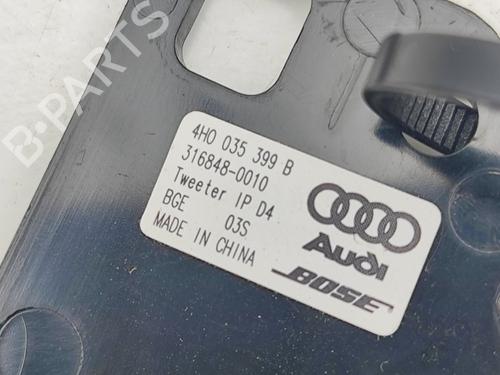 B-PARTS
4H0 035 399 B
316848-0010
Tweeter IP D4
BGE 03S
MADE IN CHINA
Audi
BOSE